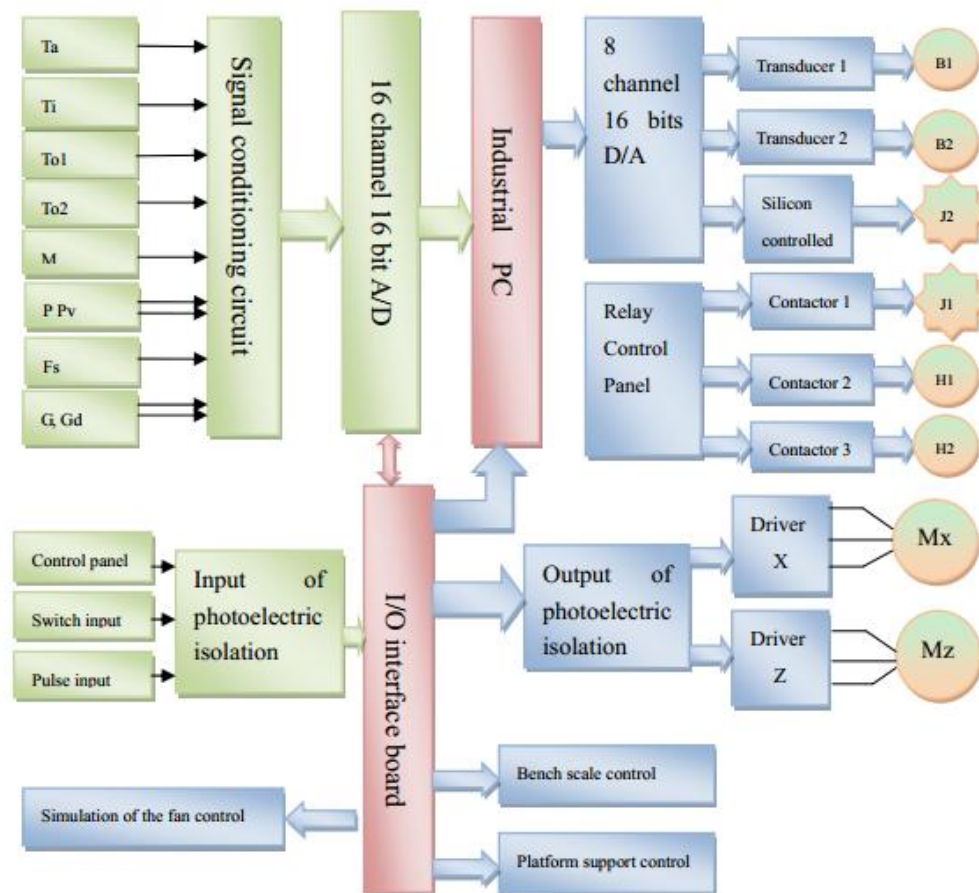 Ta
Ti
To1
To2
M
P Pv
Fs
G, Gd
Signal conditioning circuit
16 channel 16 bit A/D
Industrial PC
8
channel
16 bits
D/A
Transducer 1
B1
Transducer 2
B2
Silicon
controlled
J2
Relay
Control
Panel
Contactor 1
J1
Contactor 2
H1
Contactor 3
H2
Control panel
Switch input
Pulse input
Input of
photoelectric
isolation
I/O interface board
Output of
photoelectric
isolation
Driver
X
Mx
Driver
Z
Mz
Simulation of the fan control
Bench scale control
Platform support control